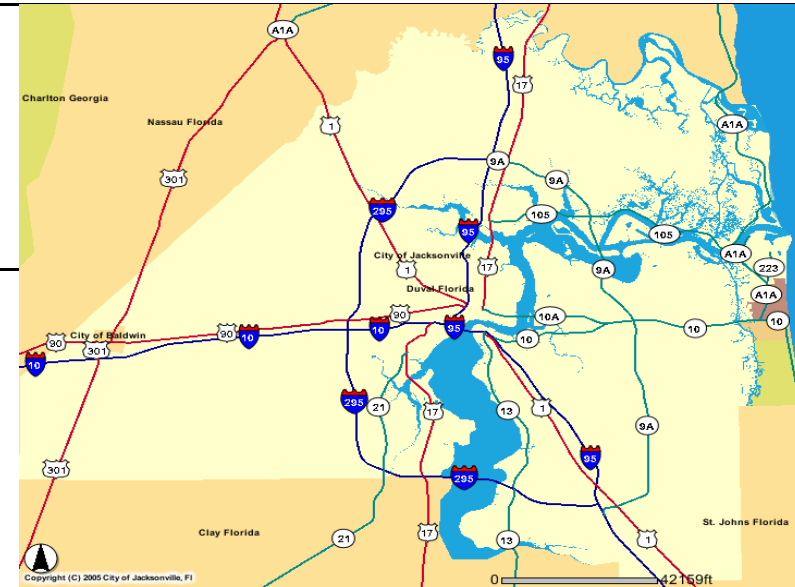 A1A
95
17
Charlton Georgia
Nassau Florida
1
A1A
9A
9A
301
295
105
95
105
City of Jacksonville
A1A
1
17
9A
223
Duval Florida
A1A
90
10A
10
90
City of Baldwin
90
10
95
10
301
10
10
10
295
21
17
13
1
9A
95
301
295
St. Johns Florida
Clay Florida
17
21
13
1
Copyright (C) 2005 City of Jacksonville, Fl
0
42159ft